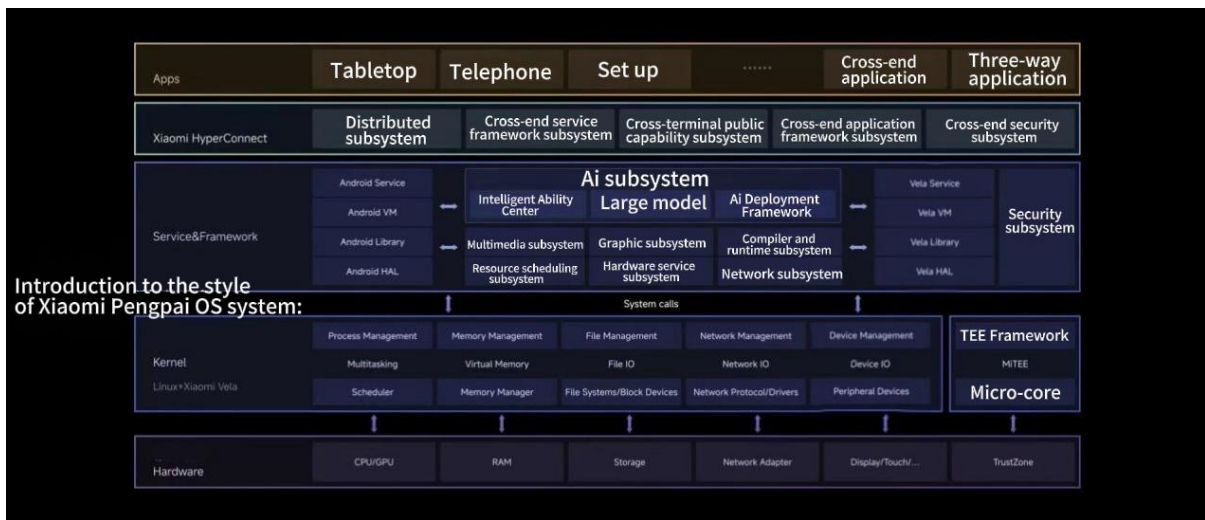 Apps
Tabletop
Telephone
Set up
......
Cross-end
application
Three-way
application
Xiaomi HyperConnect
Distributed
subsystem
Cross-end service
framework subsystem
Cross-terminal public
capability subsystem
Cross-end application
framework subsystem
Cross-end security
subsystem
Service&Framework
Android Service
Android VM
Android Library
Android HAL
Ai subsystem
Intelligent Ability
Center
Large model
Ai Deployment
Framework
Multimedia subsystem
Graphic subsystem
Compiler and
runtime subsystem
Resource scheduling
subsystem
Hardware service
subsystem
Network subsystem
Vela Service
Vela VM
Vela Library
Vela HAL
Security
subsystem
Introduction to the style
of Xiaomi Pengpai OS system:
System calls
Kernel
Linux+Xiaomi Vela
Process Management
Memory Management
File Management
Network Management
Device Management
Multitasking
Virtual Memory
File IO
Network IO
Device IO
Scheduler
Memory Manager
File Systems/Block Devices
Network Protocol/Drivers
Peripheral Devices
TEE Framework
MiTEE
Micro-core
Hardware
CPU/GPU
RAM
Storage
Network Adapter
Display/Touch/...
TrustZone